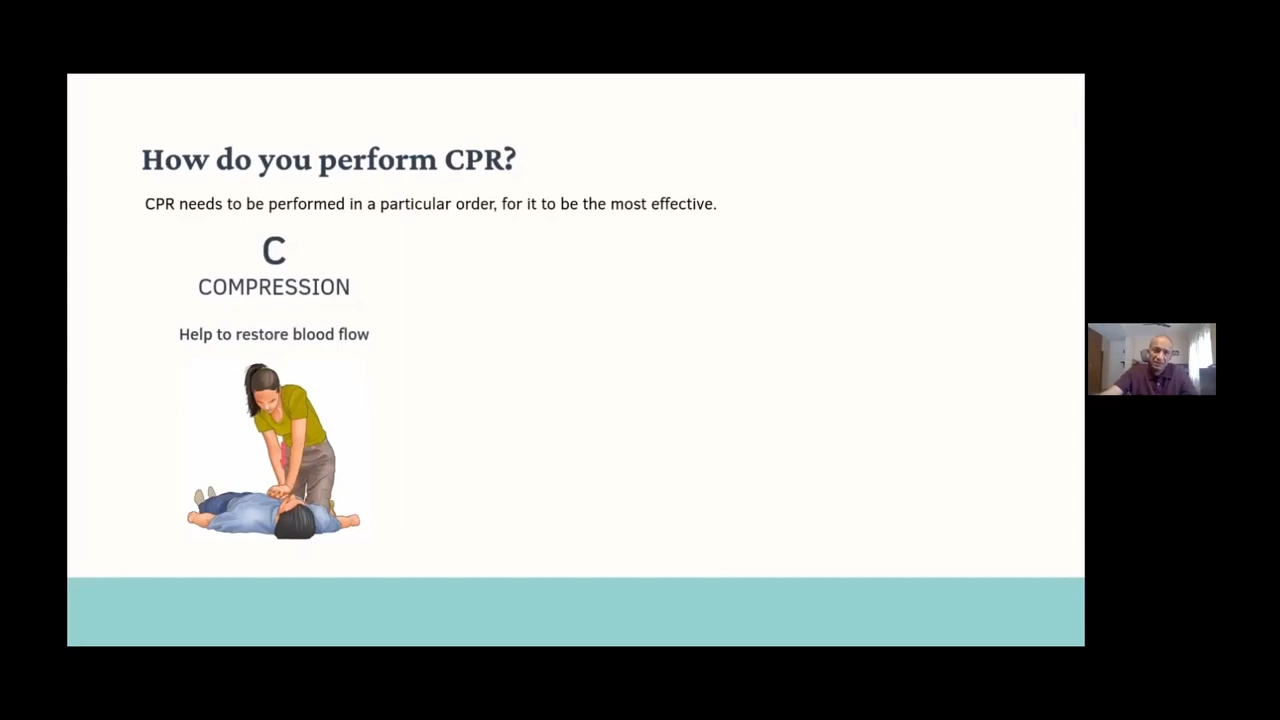 How do you perform CPR?
CPR needs to be performed in a particular order, for it to be the most effective.
C
COMPRESSION
Help to restore blood flow